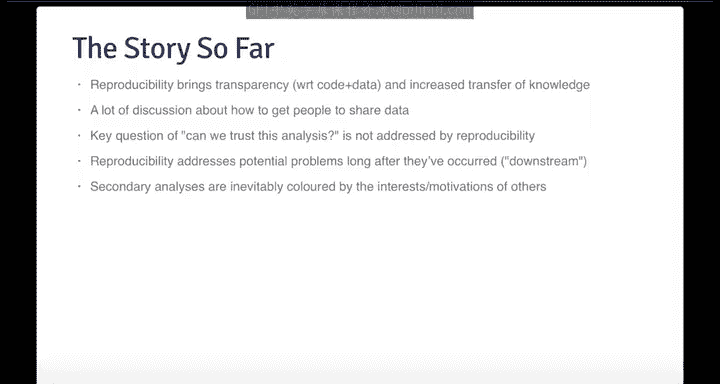 The Story So Far
· Reproducibility brings transparency (wrt code+data) and increased transfer of knowledge
· A lot of discussion about how to get people to share data
· Key question of "can we trust this analysis?" is not addressed by reproducibility
· Reproducibility addresses potential problems long after they've occurred ("downstream")
· Secondary analyses are inevitably coloured by the interests/motivations of others